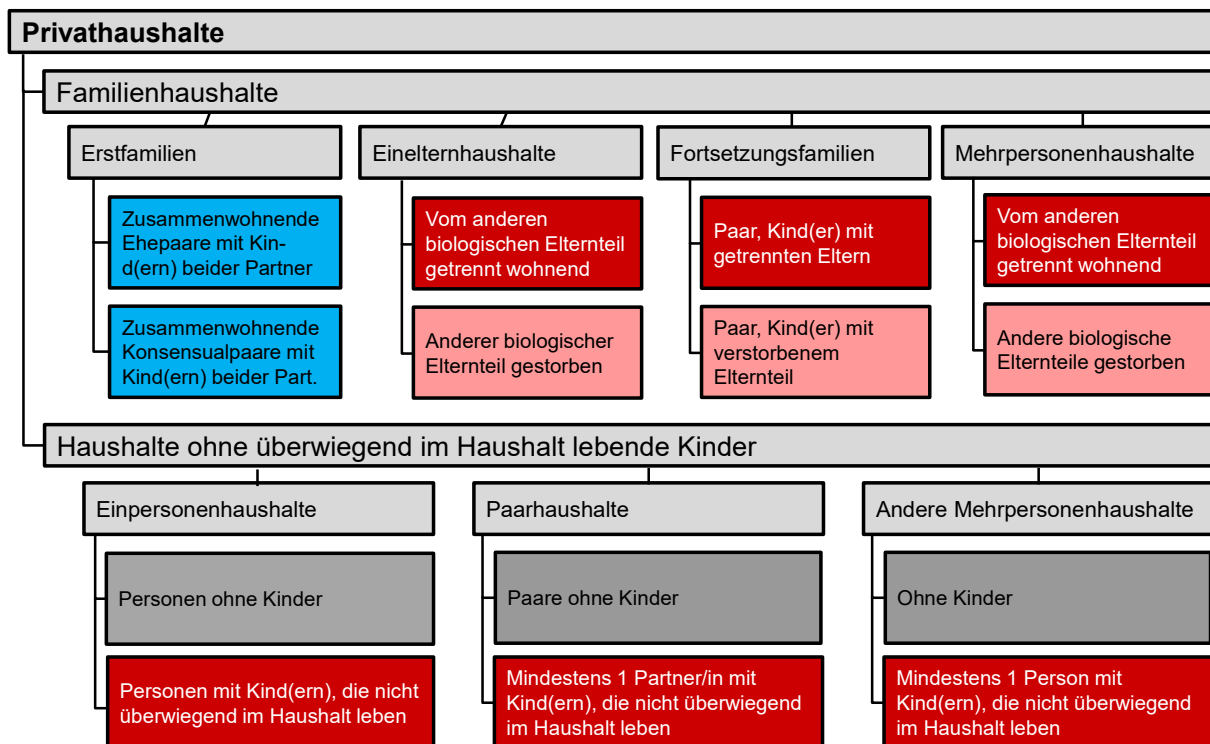 Privathaushalte
Familienhaushalte
Erstfamilien
Zusammenwohnende
Ehepaare mit Kin-
d(ern) beider Partner
Zusammenwohnende
Konsensualpaare mit
Kind(ern) beider Part.
Einelternhaushalte
Vom anderen
biologischen Elternteil
getrennt wohnend
Anderer biologischer
Elternteil gestorben
Fortsetzungsfamilien
Paar, Kind(er) mit
getrennten Eltern
Paar, Kind(er) mit
verstorbenem
Elternteil
Mehrpersonenhaushalte
Vom anderen
biologischen Elternteil
getrennt wohnend
Andere biologische
Elternteile gestorben
Haushalte ohne überwiegend im Haushalt lebende Kinder
Einpersonenhaushalte
Personen ohne Kinder
Personen mit Kind(ern), die nicht
überwiegend im Haushalt leben
Paarhaushalte
Paare ohne Kinder
Mindestens 1 Partner/in mit
Kind(ern), die nicht überwiegend
im Haushalt leben
Andere Mehrpersonenhaushalte
Ohne Kinder
Mindestens 1 Person mit
Kind(ern), die nicht überwiegend
im Haushalt leben